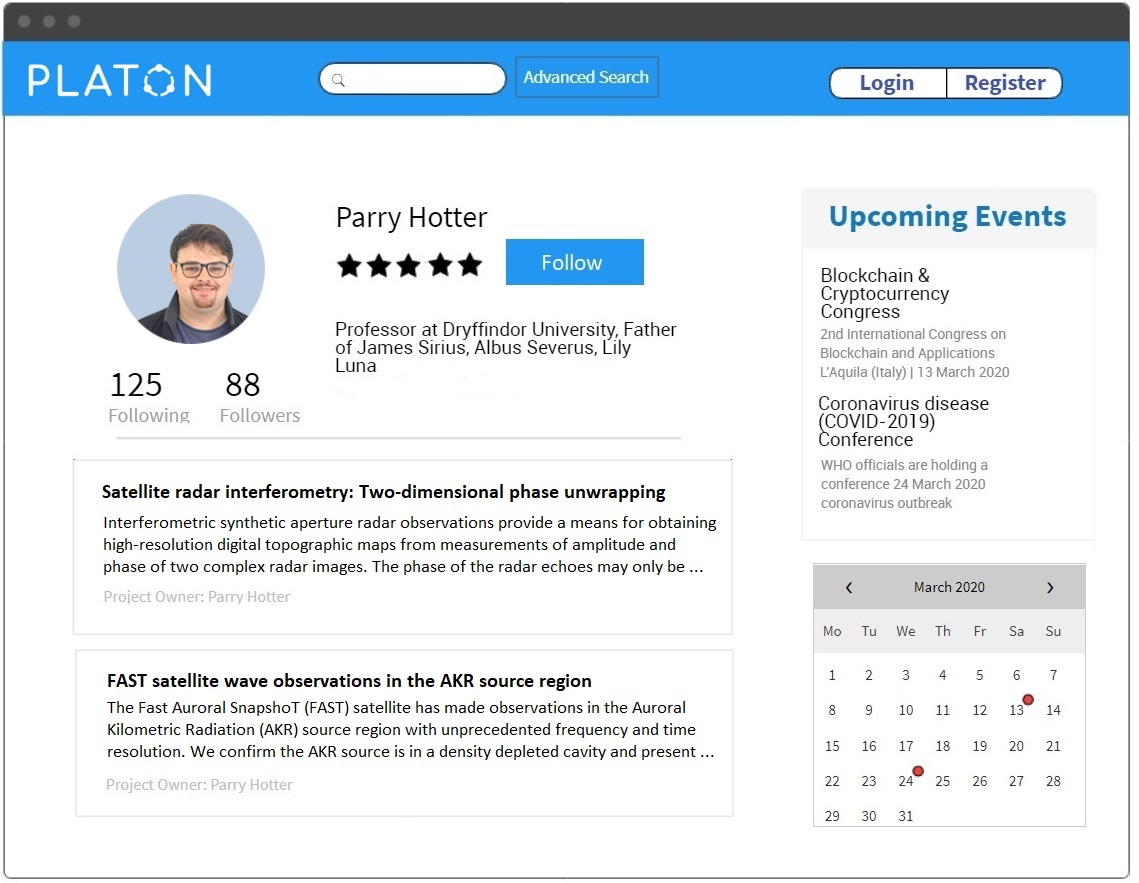 PLATON
Advanced Search
Login
Register
Parry Hotter
Follow
Professor at Dryffindor University, Father
of James Sirius, Albus Severus, Lily
Luna
125
88
Following
Followers
Satellite radar interferometry: Two-dimensional phase unwrapping
Interferometric synthetic aperture radar observations provide a means for obtaining
high-resolution digital topographic maps from measurements of amplitude and
phase of two complex radar images. The phase of the radar echoes may only be ...
Project Owner: Parry Hotter
FAST satellite wave observations in the AKR source region
The Fast Auroral SnapshoT (FAST) satellite has made observations in the Auroral
Kilometric Radiation (AKR) source region with unprecedented frequency and time
resolution. We confirm the AKR source is in a density depleted cavity and present ...
Project Owner: Parry Hotter
Upcoming Events
Blockchain &
Cryptocurrency
Congress
2nd International Congress on
Blockchain and Applications
L'Aquila (Italy) | 13 March 2020
Coronavirus disease
(COVID-2019)
Conference
WHO officials are holding a
conference 24 March 2020
coronavirus outbreak
March 2020
Mo Tu We Th Fr Sa Su
1 2 3 4 5 6 7
8 9 10 11 12 13 14
15 16 17 18 19 20 21
22 23 24 25 26 27 28
29 30 31